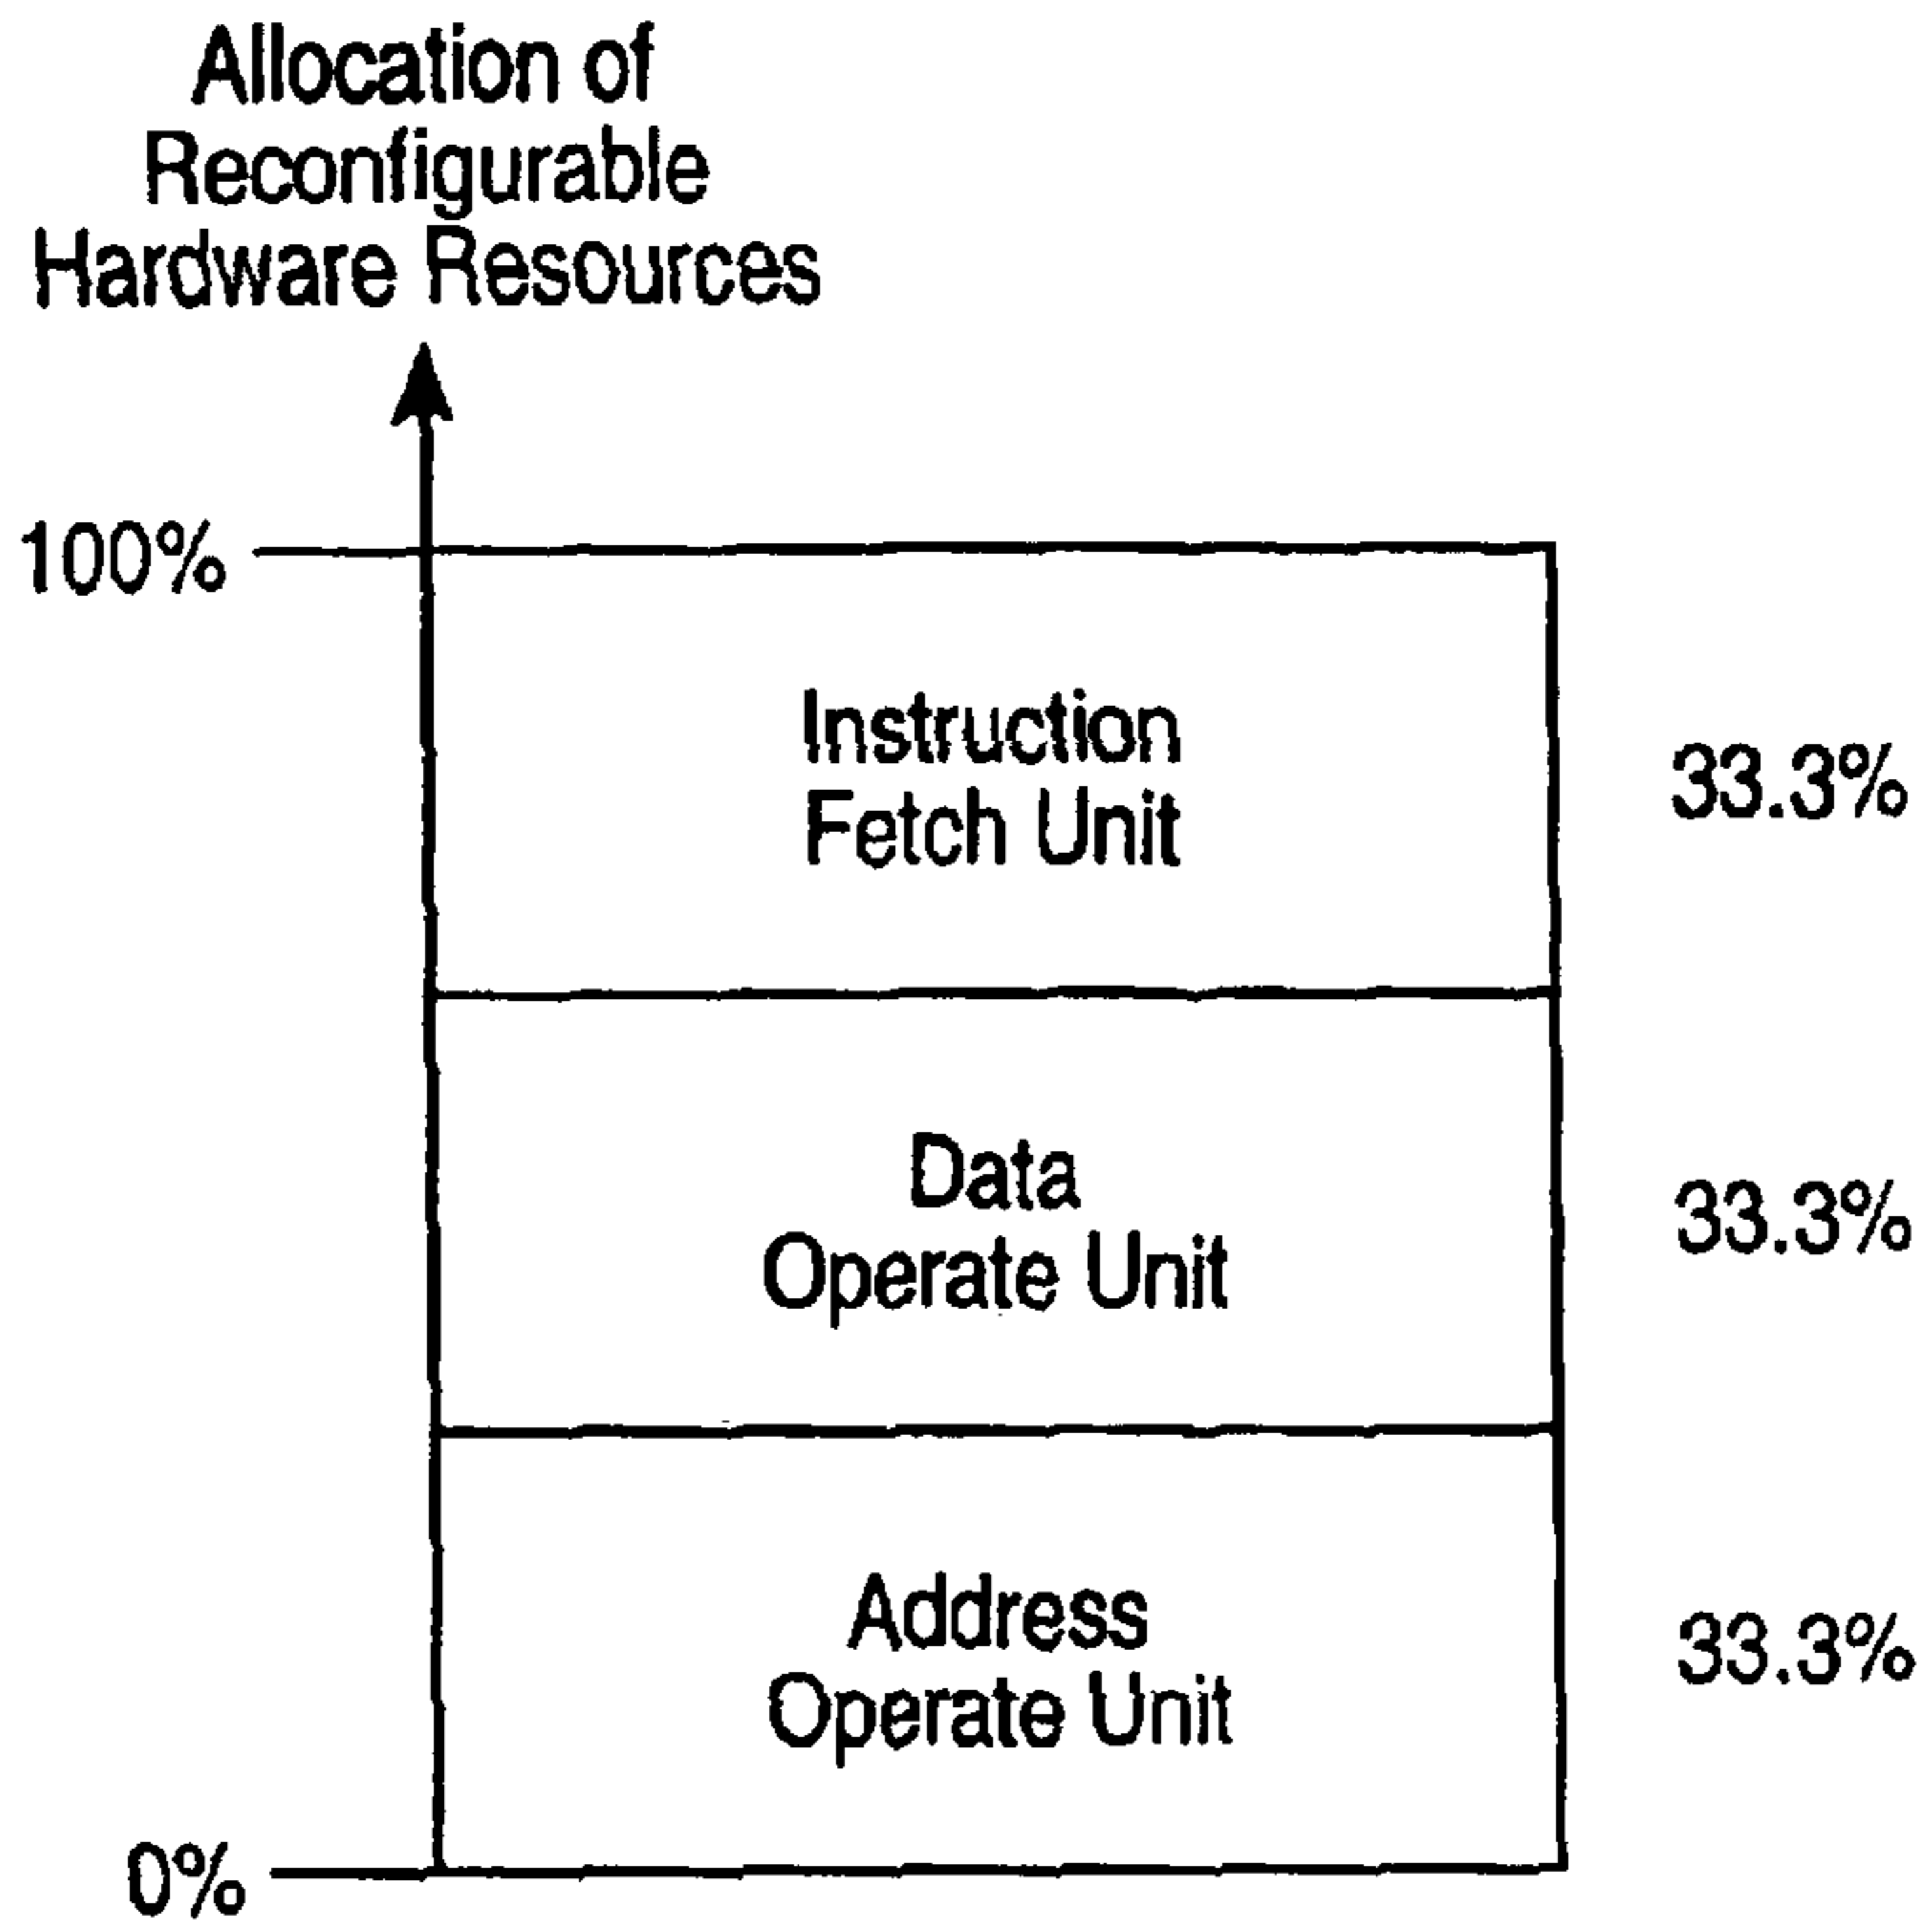 Allocation of
Reconfigurable
Hardware Resources
100%
Instruction
Fetch Unit
33.3%
Data
Operate Unit
33.3%
Address
Operate Unit
33.3%
0%